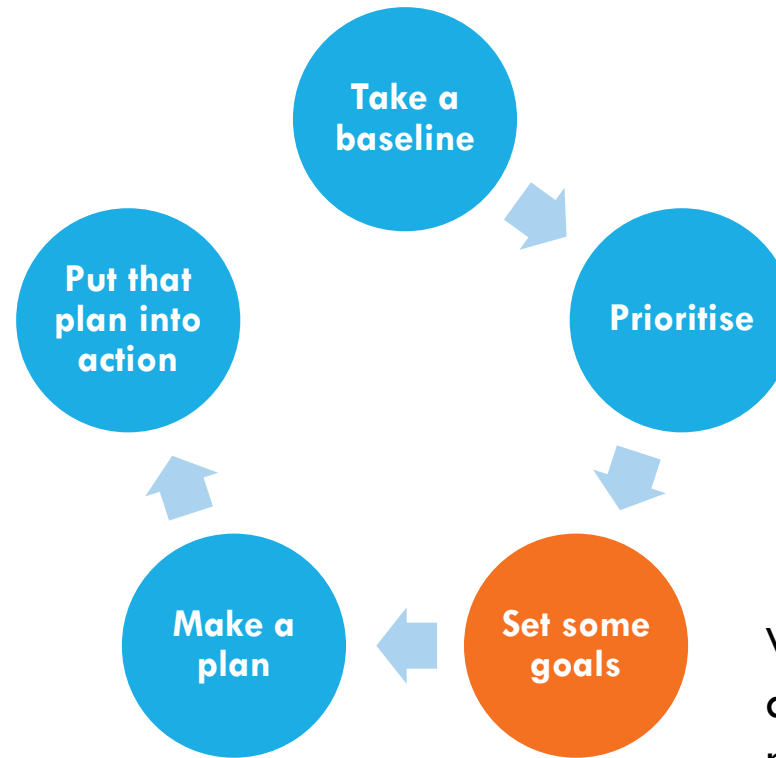 Take a
baseline
Prioritise
Set some
goals
Make a
plan
Put that
plan into
action